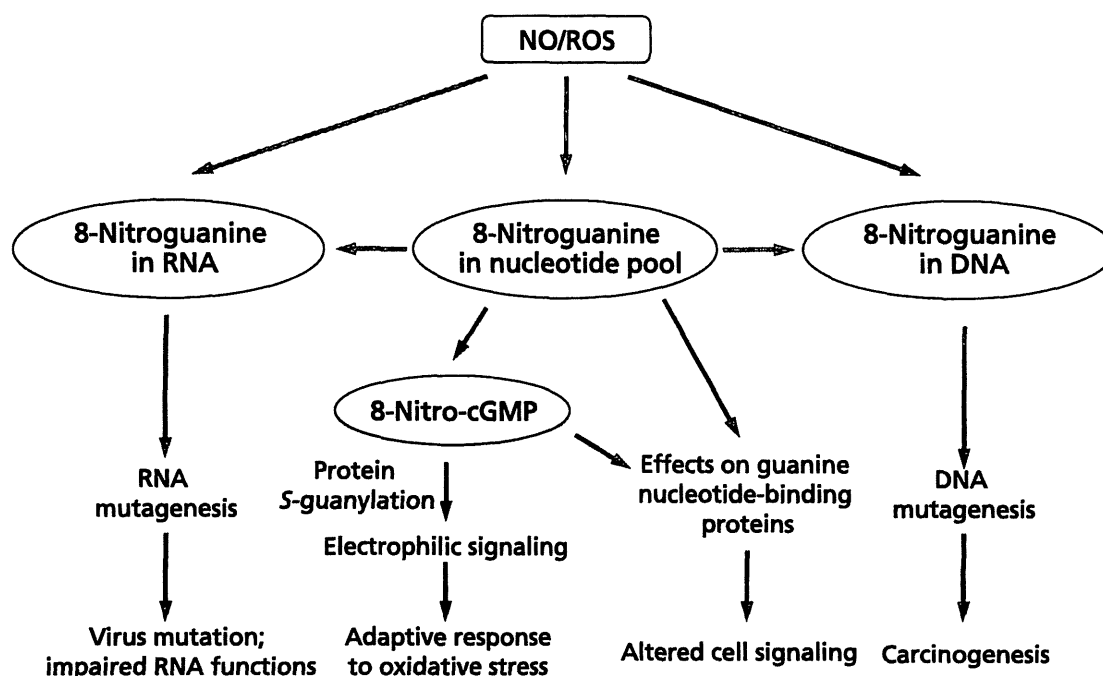 NO/ROS
8-Nitroguanine
in RNA
8-Nitroguanine
in nucleotide pool
8-Nitroguanine
in DNA
8-Nitro-cGMP
RNA
mutagenesis
Protein
S-guanylation
Electrophilic signaling
Effects on guanine
nucleotide-binding
proteins
DNA
mutagenesis
Virus mutation;
impaired RNA functions
Adaptive response
to oxidative stress
Altered cell signaling
Carcinogenesis